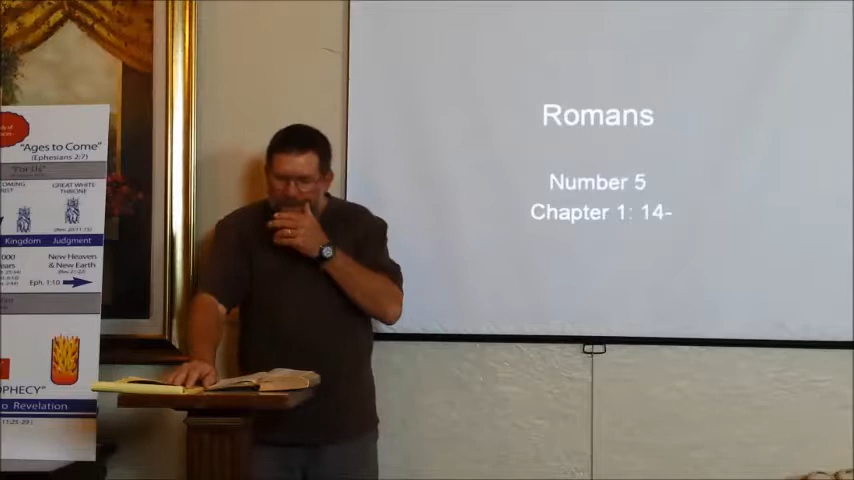 Romans
Number 5
Chapter 1: 14-
"Ages to Come"
(Ephesians 2:7)
"For Us"
GREAT WHITE
THRONE
Kingdom
Judgment
New Heaven
& New Earth
Eph. 1:10
PHECY"
O REVELATION